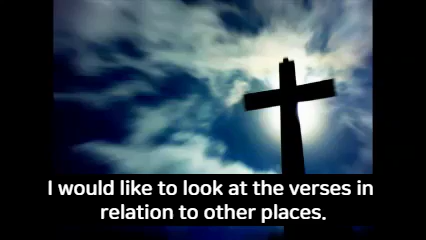 I would like to look at the verses in
relation to other places.